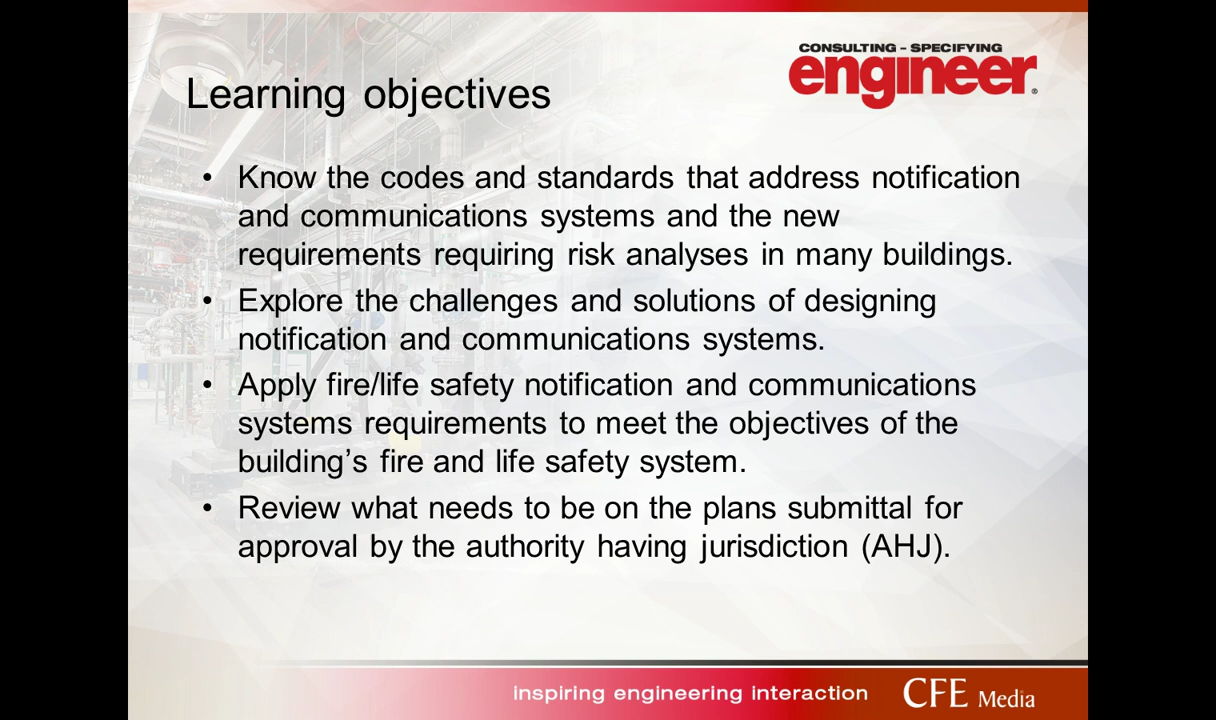 CONSULTING - SPECIFYING
engineer®
Learning objectives
• Know the codes and standards that address notification
and communications systems and the new
requirements requiring risk analyses in many buildings.
• Explore the challenges and solutions of designing
notification and communications systems.
• Apply fire/life safety notification and communications
systems requirements to meet the objectives of the
building’s fire and life safety system.
• Review what needs to be on the plans submittal for
approval by the authority having jurisdiction (AHJ).
inspiring engineering interaction
CFE Media